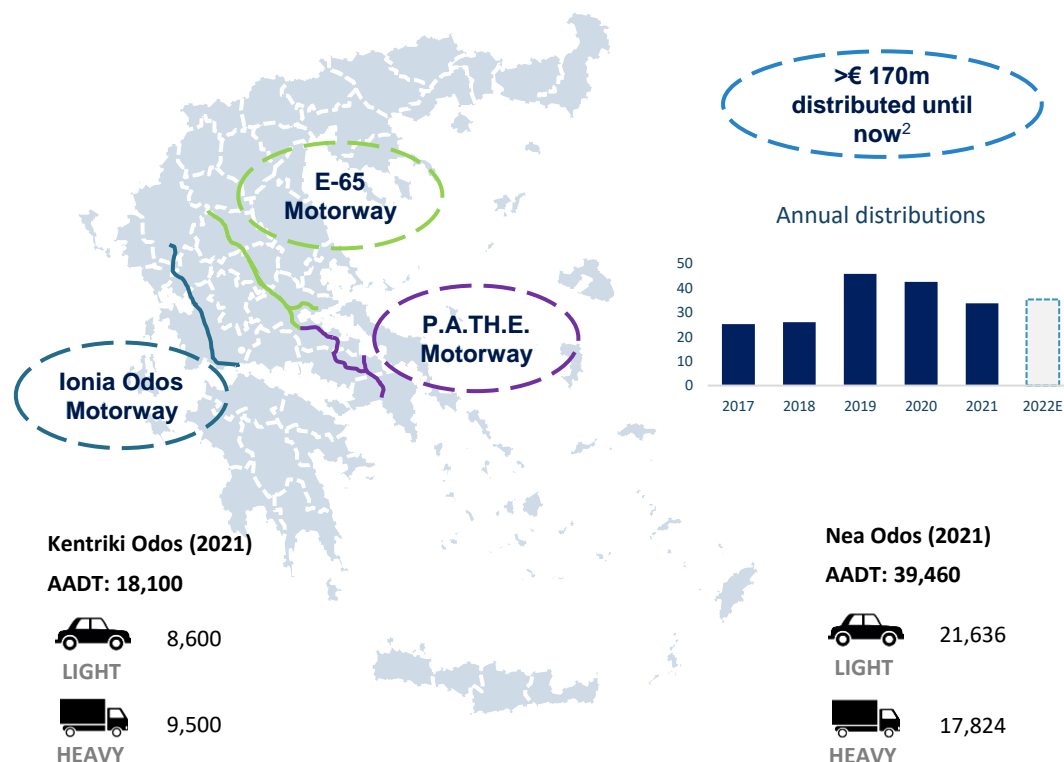 >€ 170m
distributed until
now2
E-65
Motorway
Annual distributions
50
40
30
20
10
0
2017 2018 2019 2020 2021 2022E
P.A.TH.E.
Motorway
Ionia Odos
Motorway
Kentriki Odos (2021)
AADT: 18,100
8,600
LIGHT
9,500
HEAVY
Nea Odos (2021)
AADT: 39,460
21,636
LIGHT
17,824
HEAVY